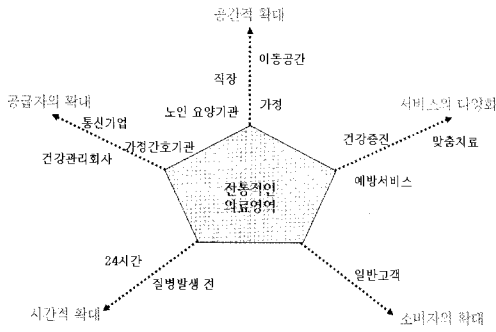 공간적 확대
이동공간
직장
공급자의 확대
노인 요양기관
가정
서비스의 다양화
통신기업
건강증진
맞춤치료
건강관리회사
가정간호기관
예방서비스
전통적인
의료영역
24시간
일반고객
질병발생 전
시간적 확대
소비자의 확대